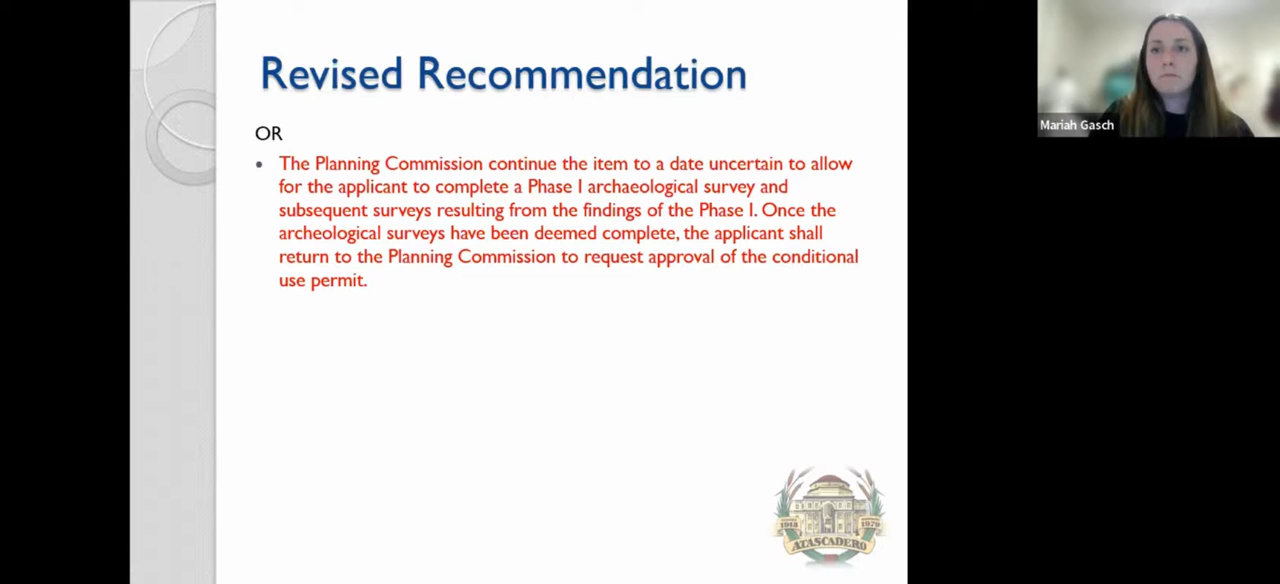 Revised Recommendation
Mariah Gasch
OR
• The Planning Commission continue the item to a date uncertain to allow
for the applicant to complete a Phase I archaeological survey and
subsequent surveys resulting from the findings of the Phase I. Once the
archeological surveys have been deemed complete, the applicant shall
return to the Planning Commission to request approval of the conditional
use permit.
1913 1979
ATASCADERO